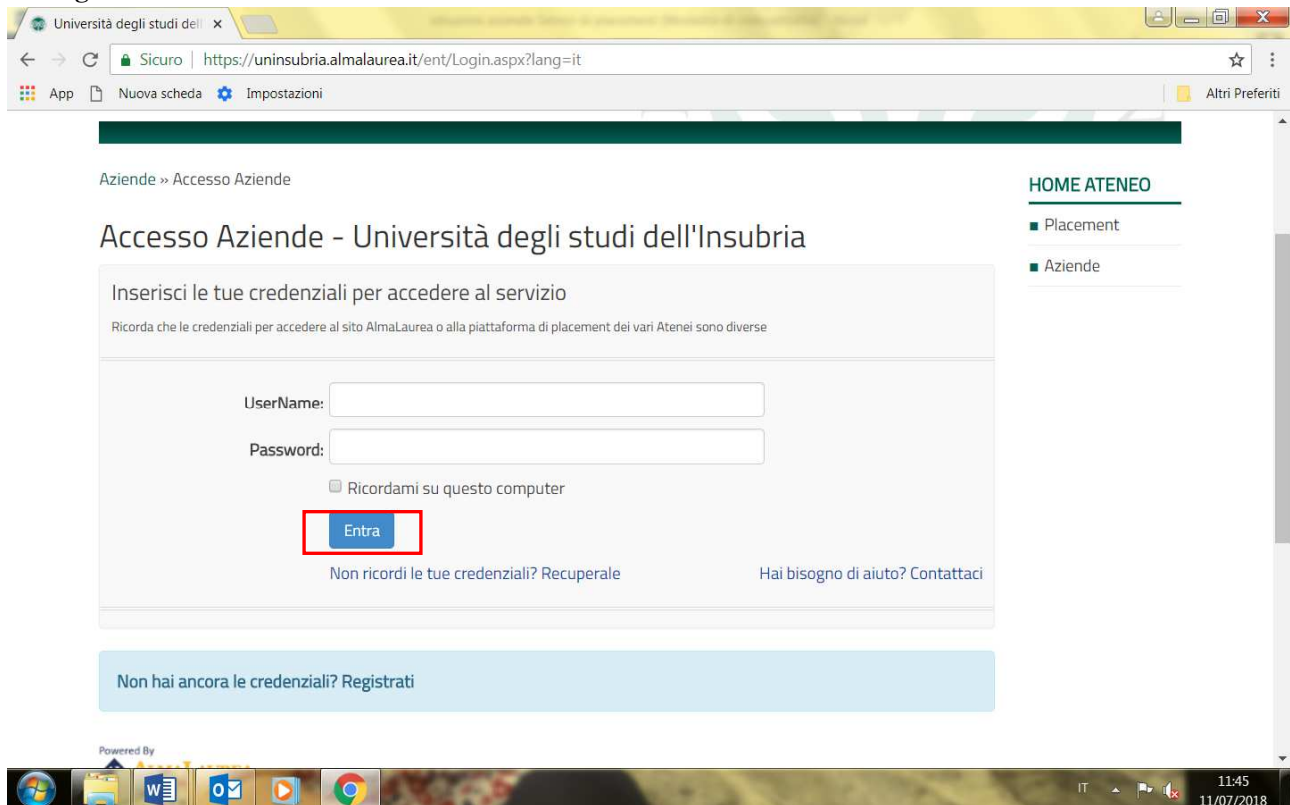 Università degli studi dell
Sicuro | https://uninsubria.almalaurea.it/ent/Login.aspx?lang=it
App Nuova scheda Impostazioni Altri Preferiti
Aziende » Accesso Aziende
HOME ATENEO
Placement
Aziende
Accesso Aziende - Università degli studi dell'Insubria
Inserisci le tue credenziali per accedere al servizio
Ricorda che le credenziali per accedere al sito AlmaLaurea o alla piattaforma di placement dei vari Atenei sono diverse
UserName:
Password:
Ricordami su questo computer
Entra
Non ricordi le tue credenziali? Recuperale Hai bisogno di aiuto? Contattaci
Non hai ancora le credenziali? Registrati
Powered By
IT 11:45
11/07/2018